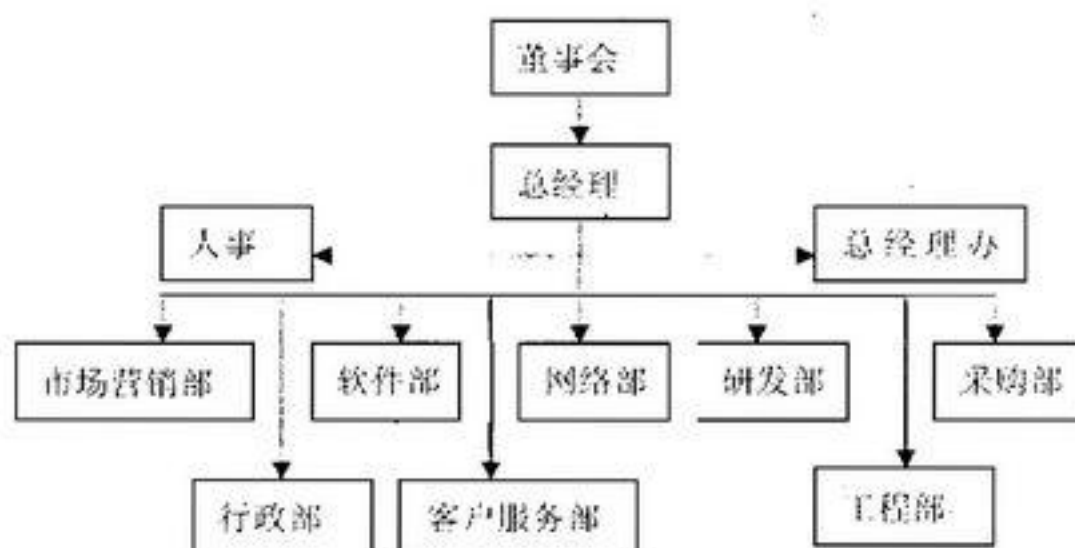 董事会
总经理
人事
总经理办
市场营销部
软件部
网络部
研发部
采购部
行政部
客户服务部
工程部